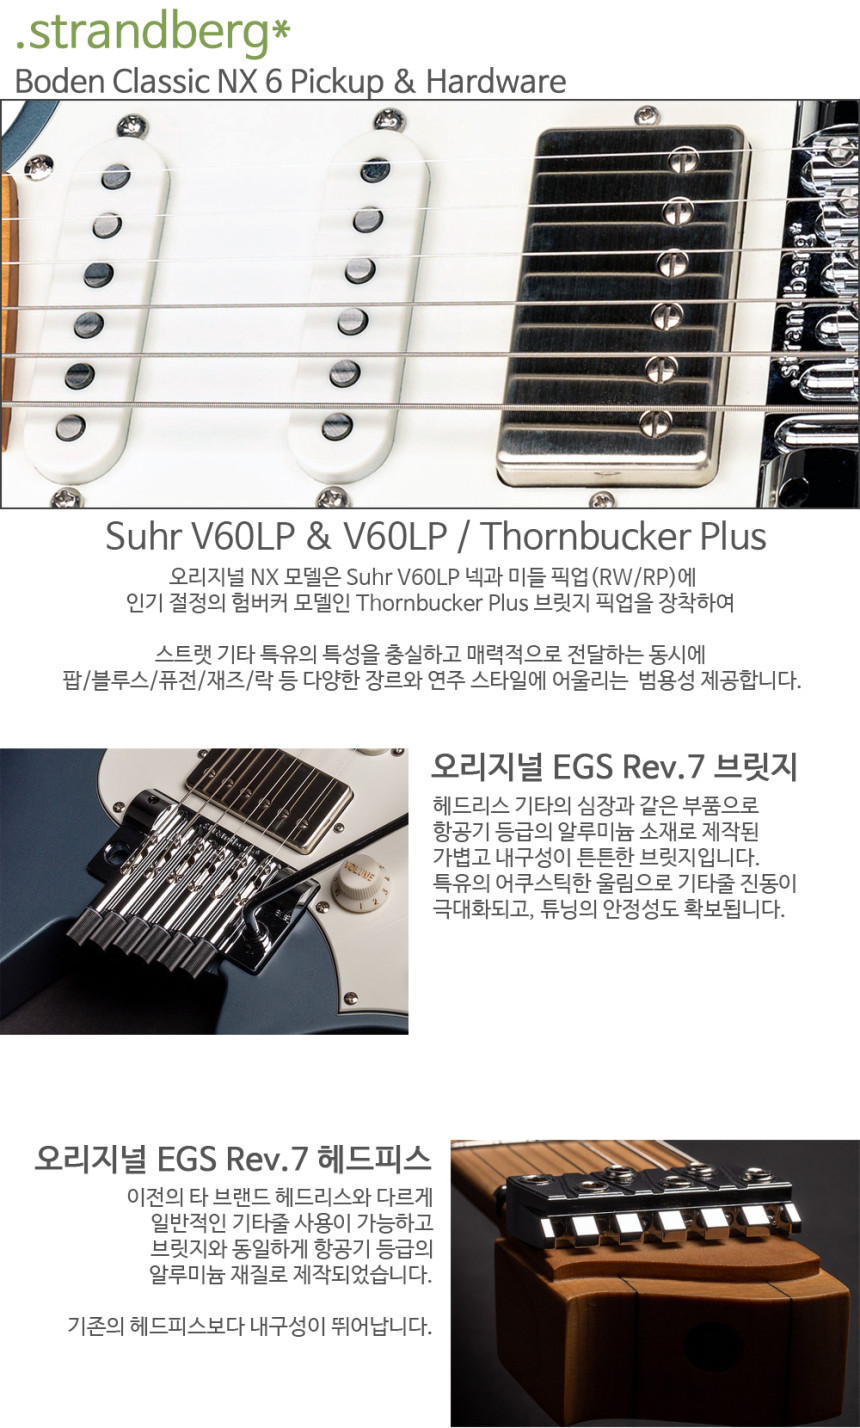 .strandberg*
Boden Classic NX 6 Pickup & Hardware
.strandberg*
Suhr V60LP & V60LP / Thornbucker Plus
오리지널 NX 모델은 Suhr V60LP 넥과 미들 픽업(RW/RP)에
인기 절정의 험버커 모델인 Thornbucker Plus 브릿지 픽업을 장착하여
스트랫 기타 특유의 특성을 충실하고 매력적으로 전달하는 동시에
팝/블루스/퓨전/재즈/락 등 다양한 장르와 연주 스타일에 어울리는 범용성 제공합니다.
오리지널 EGS Rev.7 브릿지
헤드리스 기타의 심장과 같은 부품으로
항공기 등급의 알루미늄 소재로 제작된
가볍고 내구성이 튼튼한 브릿지입니다.
특유의 어쿠스틱한 울림으로 기타줄 진동이
극대화되고, 튜닝의 안정성도 확보됩니다.
VOLUME
1 2 3
오리지널 EGS Rev.7 헤드피스
이전의 타 브랜드 헤드리스와 다르게
일반적인 기타줄 사용이 가능하고
브릿지와 동일하게 항공기 등급의
알루미늄 재질로 제작되었습니다.
기존의 헤드피스보다 내구성이 뛰어납니다.